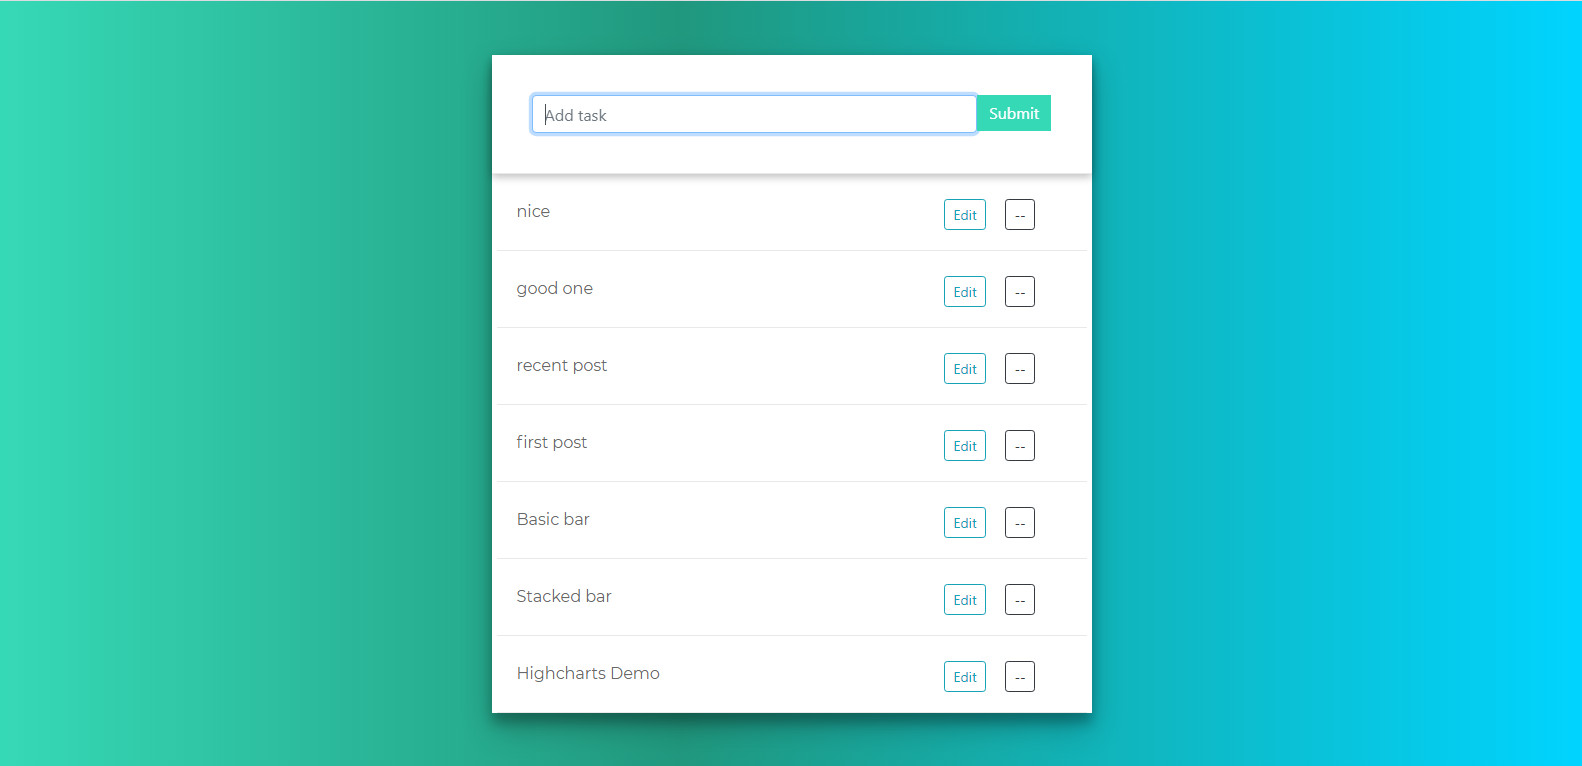 Add task Submit
nice Edit --
good one Edit --
recent post Edit --
first post Edit --
Basic bar Edit --
Stacked bar Edit --
Highcharts Demo Edit --